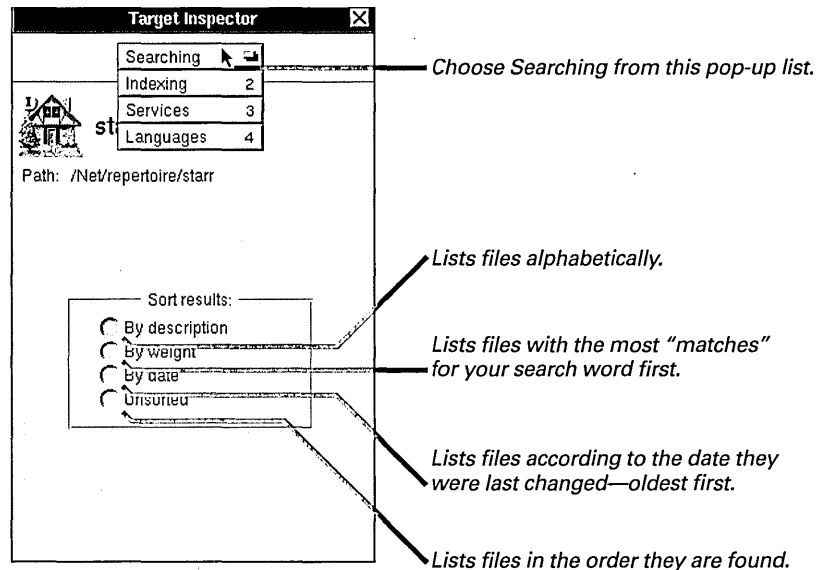 Target Inspector
Searching
Indexing 2
Services 3
Languages 4
Choose Searching from this pop-up list.
Path: /Net/repertoire/starr
Sort results:
By description
By weight
By date
Unsorted
Lists files alphabetically.
Lists files with the most “matches”
for your search word first.
Lists files according to the date they
were last changed—oldest first.
Lists files in the order they are found.